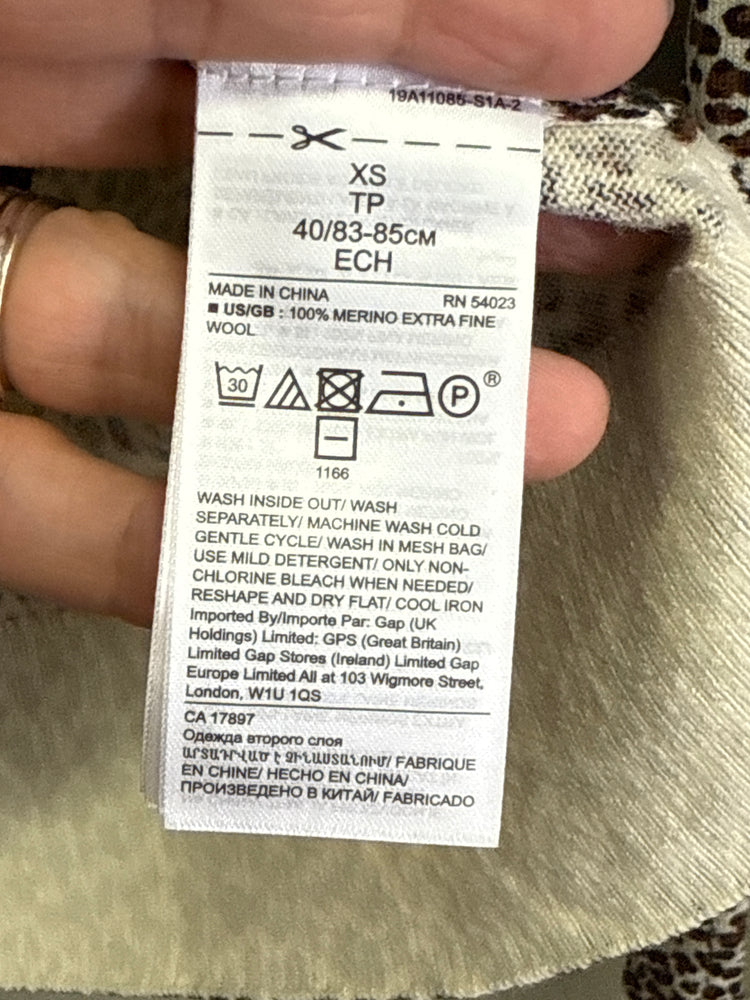 19A11085-S1A-2
XS
TP
40/83-85CM
ECH
MADE IN CHINA RN 54023
■ US/GB : 100% MERINO EXTRA FINE
WOOL
30 P ®
1166
WASH INSIDE OUT/ WASH
SEPARATELY/ MACHINE WASH COLD
GENTLE CYCLE/ WASH IN MESH BAG/
USE MILD DETERGENT/ ONLY NON-
CHLORINE BLEACH WHEN NEEDED/
RESHAPE AND DRY FLAT/ COOL IRON
Imported By/Importe Par: Gap (UK
Holdings) Limited: GPS (Great Britain)
Limited Gap Stores (Ireland) Limited Gap
Europe Limited All at 103 Wigmore Street,
London, W1U 1QS
CA 17897
Одежда второго слоя
ԱՐՏԱԴՐՎԱԾ Է ՉԻՆԱՍՏԱՆՈՒՄ/ FABRIQUE
EN CHINE/ HECHO EN CHINA/
ПРОИЗВЕДЕНО В КИТАЙ/ FABRICADO